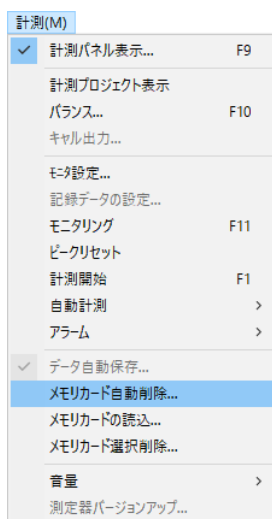 計測(M)
計測パネル表示... F9
計測プロジェクト表示
バランス... F10
キャル出力...
モニタ設定...
記録データの設定...
モニタリング F11
ピークリセット
計測開始 F1
自動計測
アラーム
データ自動保存...
メモリカード自動削除...
メモリカードの読込...
メモリカード選択削除...
音量
測定器バージョンアップ...